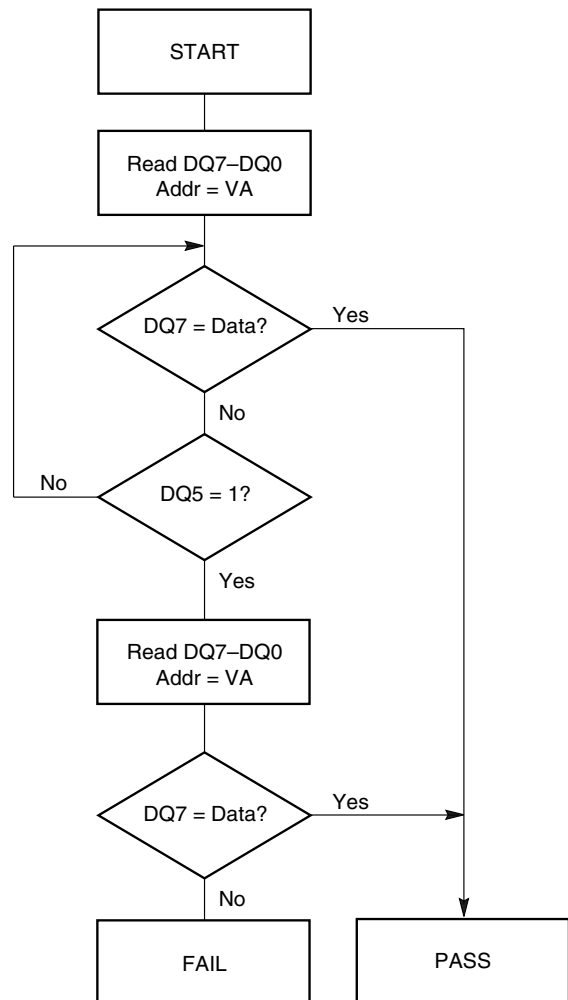 START
Read DQ7–DQ0
Addr = VA
DQ7 = Data?
Yes
No
No
DQ5 = 1?
Yes
Read DQ7–DQ0
Addr = VA
DQ7 = Data?
Yes
No
FAIL
PASS